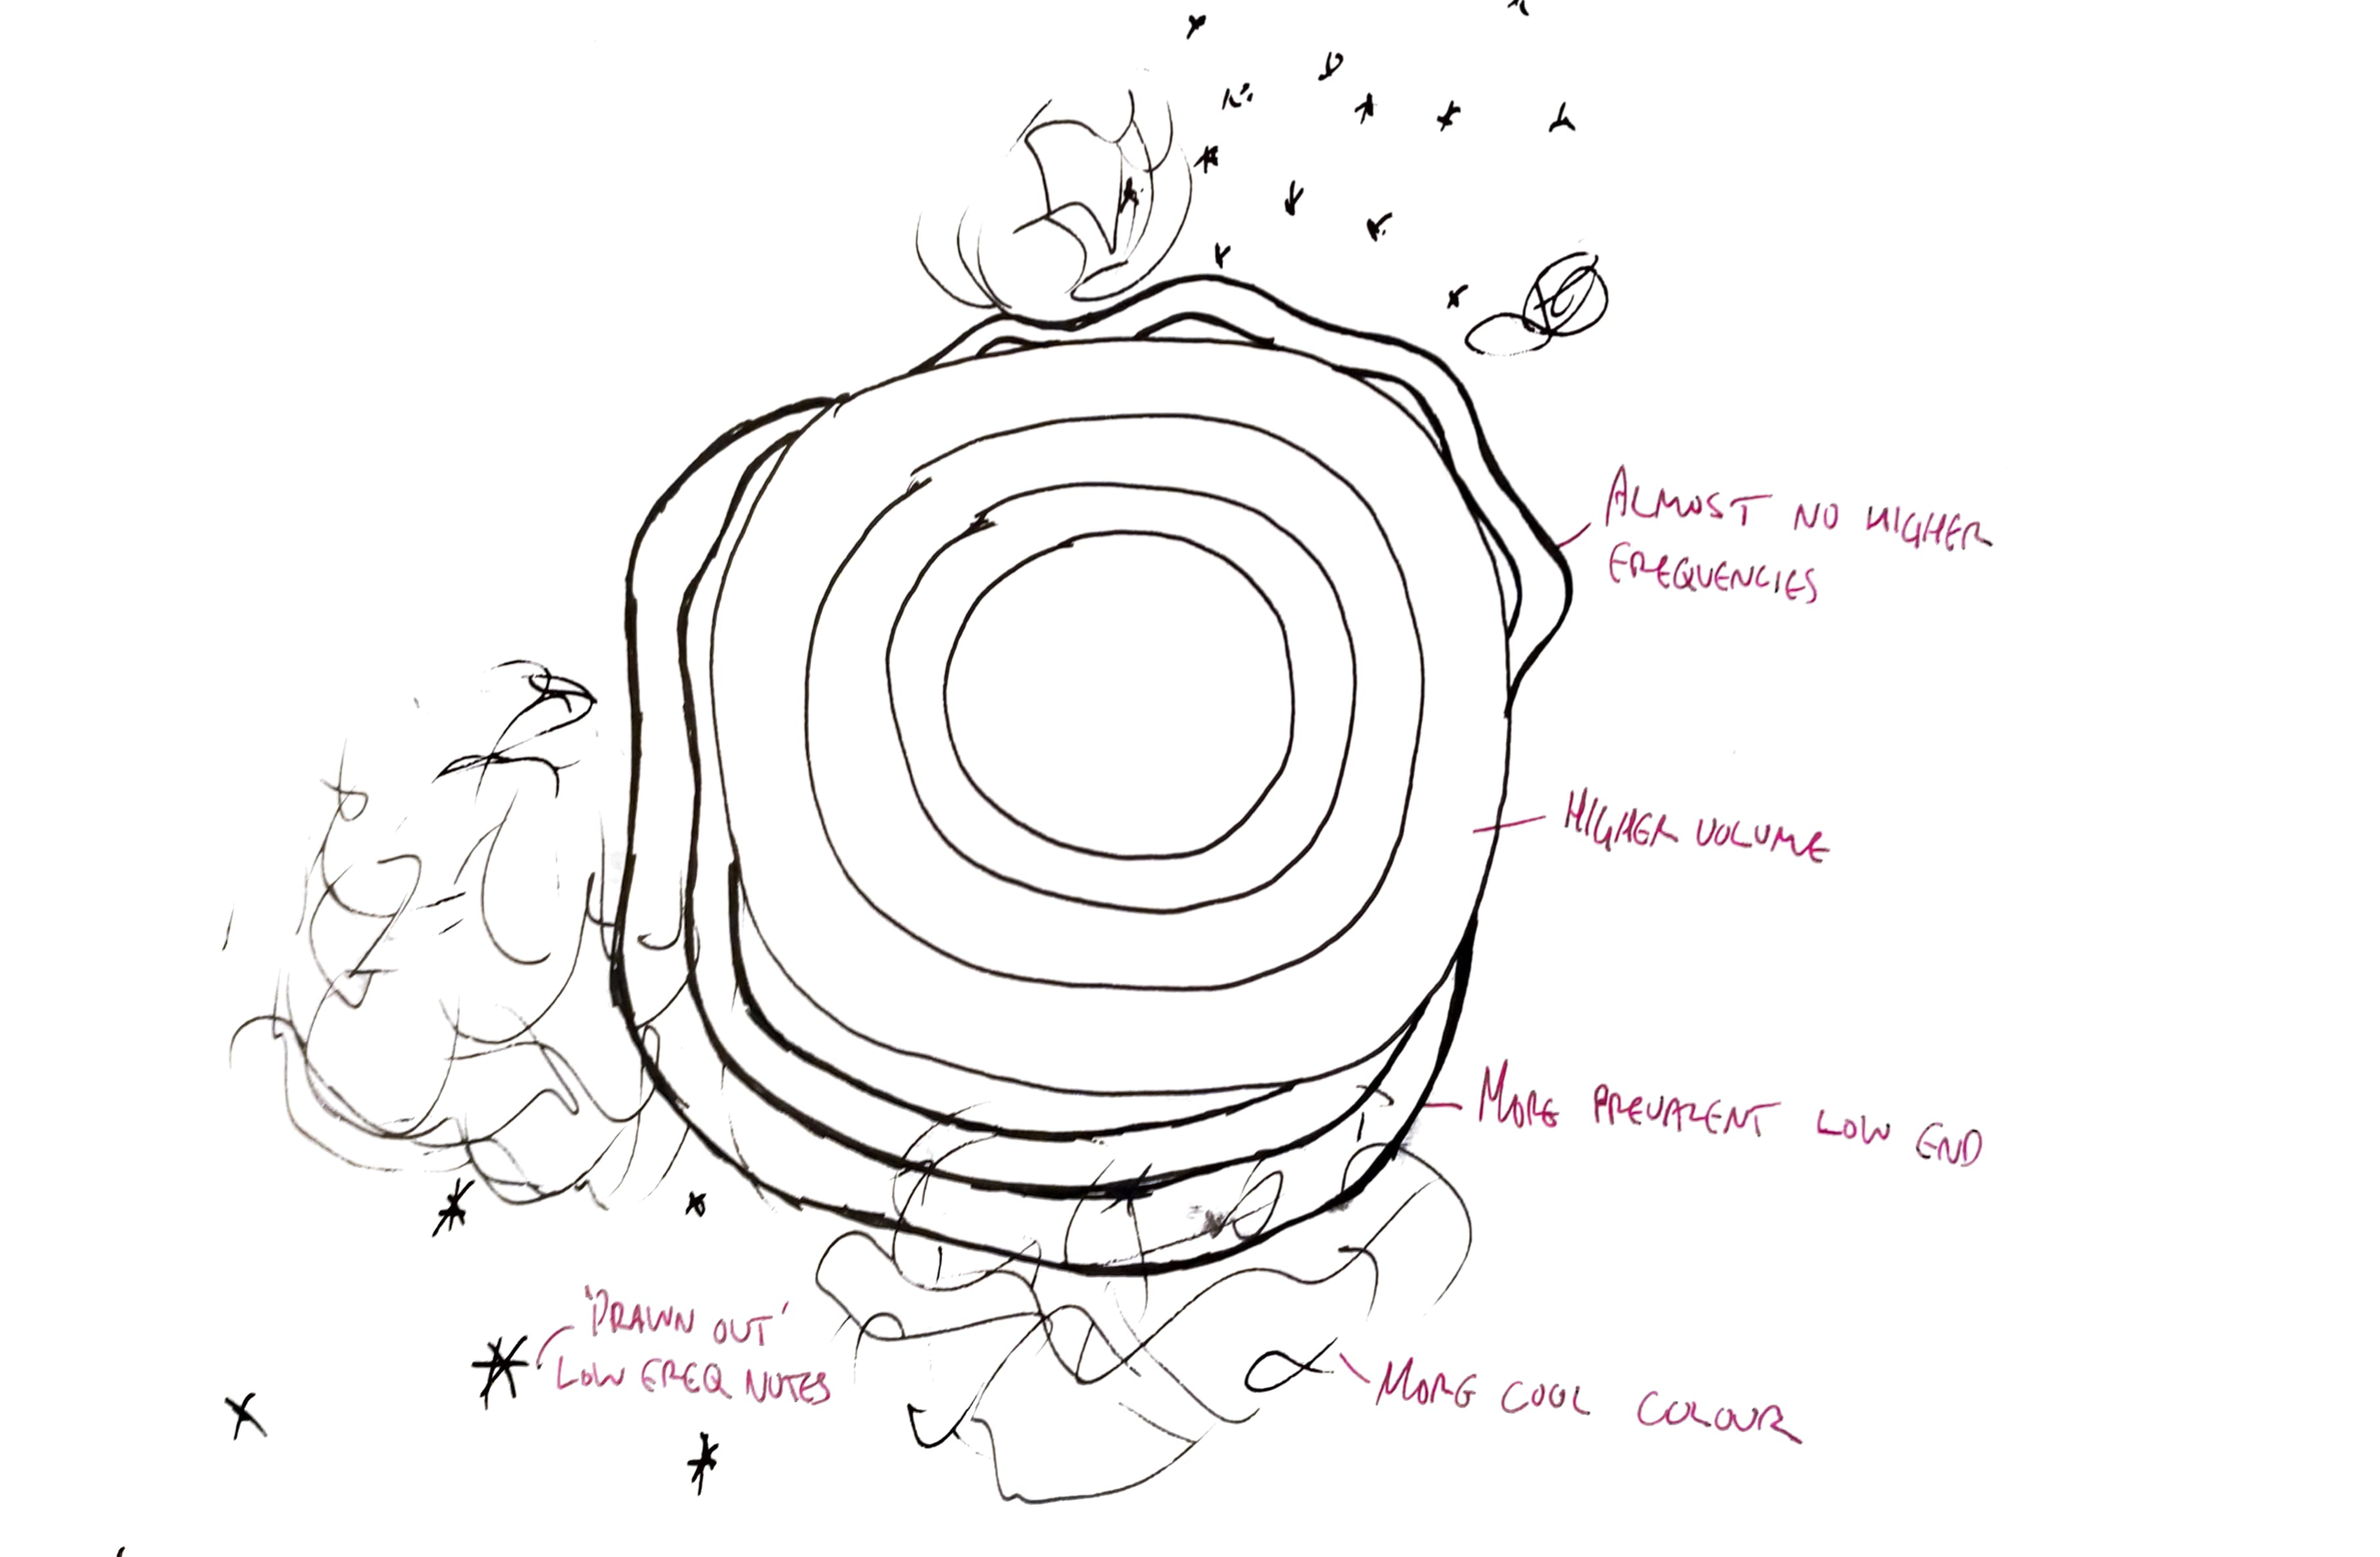 ALMOST NO HIGHER
FREQUENCIES
HIGHER VOLUME
MORE PREVALENT LOW END
'DRAWN OUT'
LOW FREQ NOTES
MORE COOL COLOUR